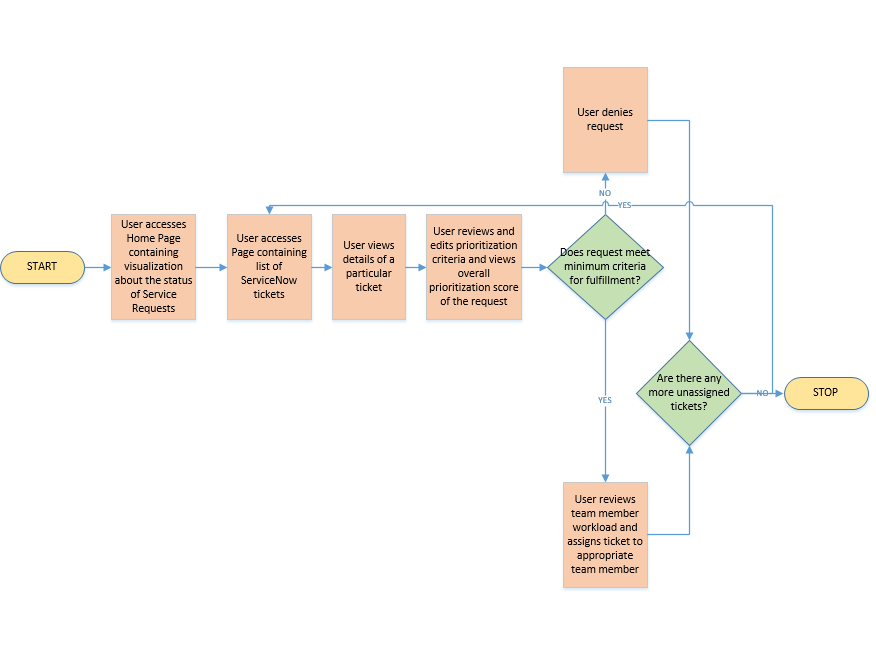 User denies
request
NO
YES
START
User accesses
Home Page
containing
visualization
about the status
of Service
Requests
User accesses
Page containing
list of
ServiceNow
tickets
User views
details of a
particular
ticket
User reviews and
edits prioritization
criteria and views
overall
prioritization score
of the request
Does request meet
minimum criteria
for fulfillment?
YES
Are there any
more unassigned
tickets?
NO
STOP
User reviews
team member
workload and
assigns ticket to
appropriate
team member